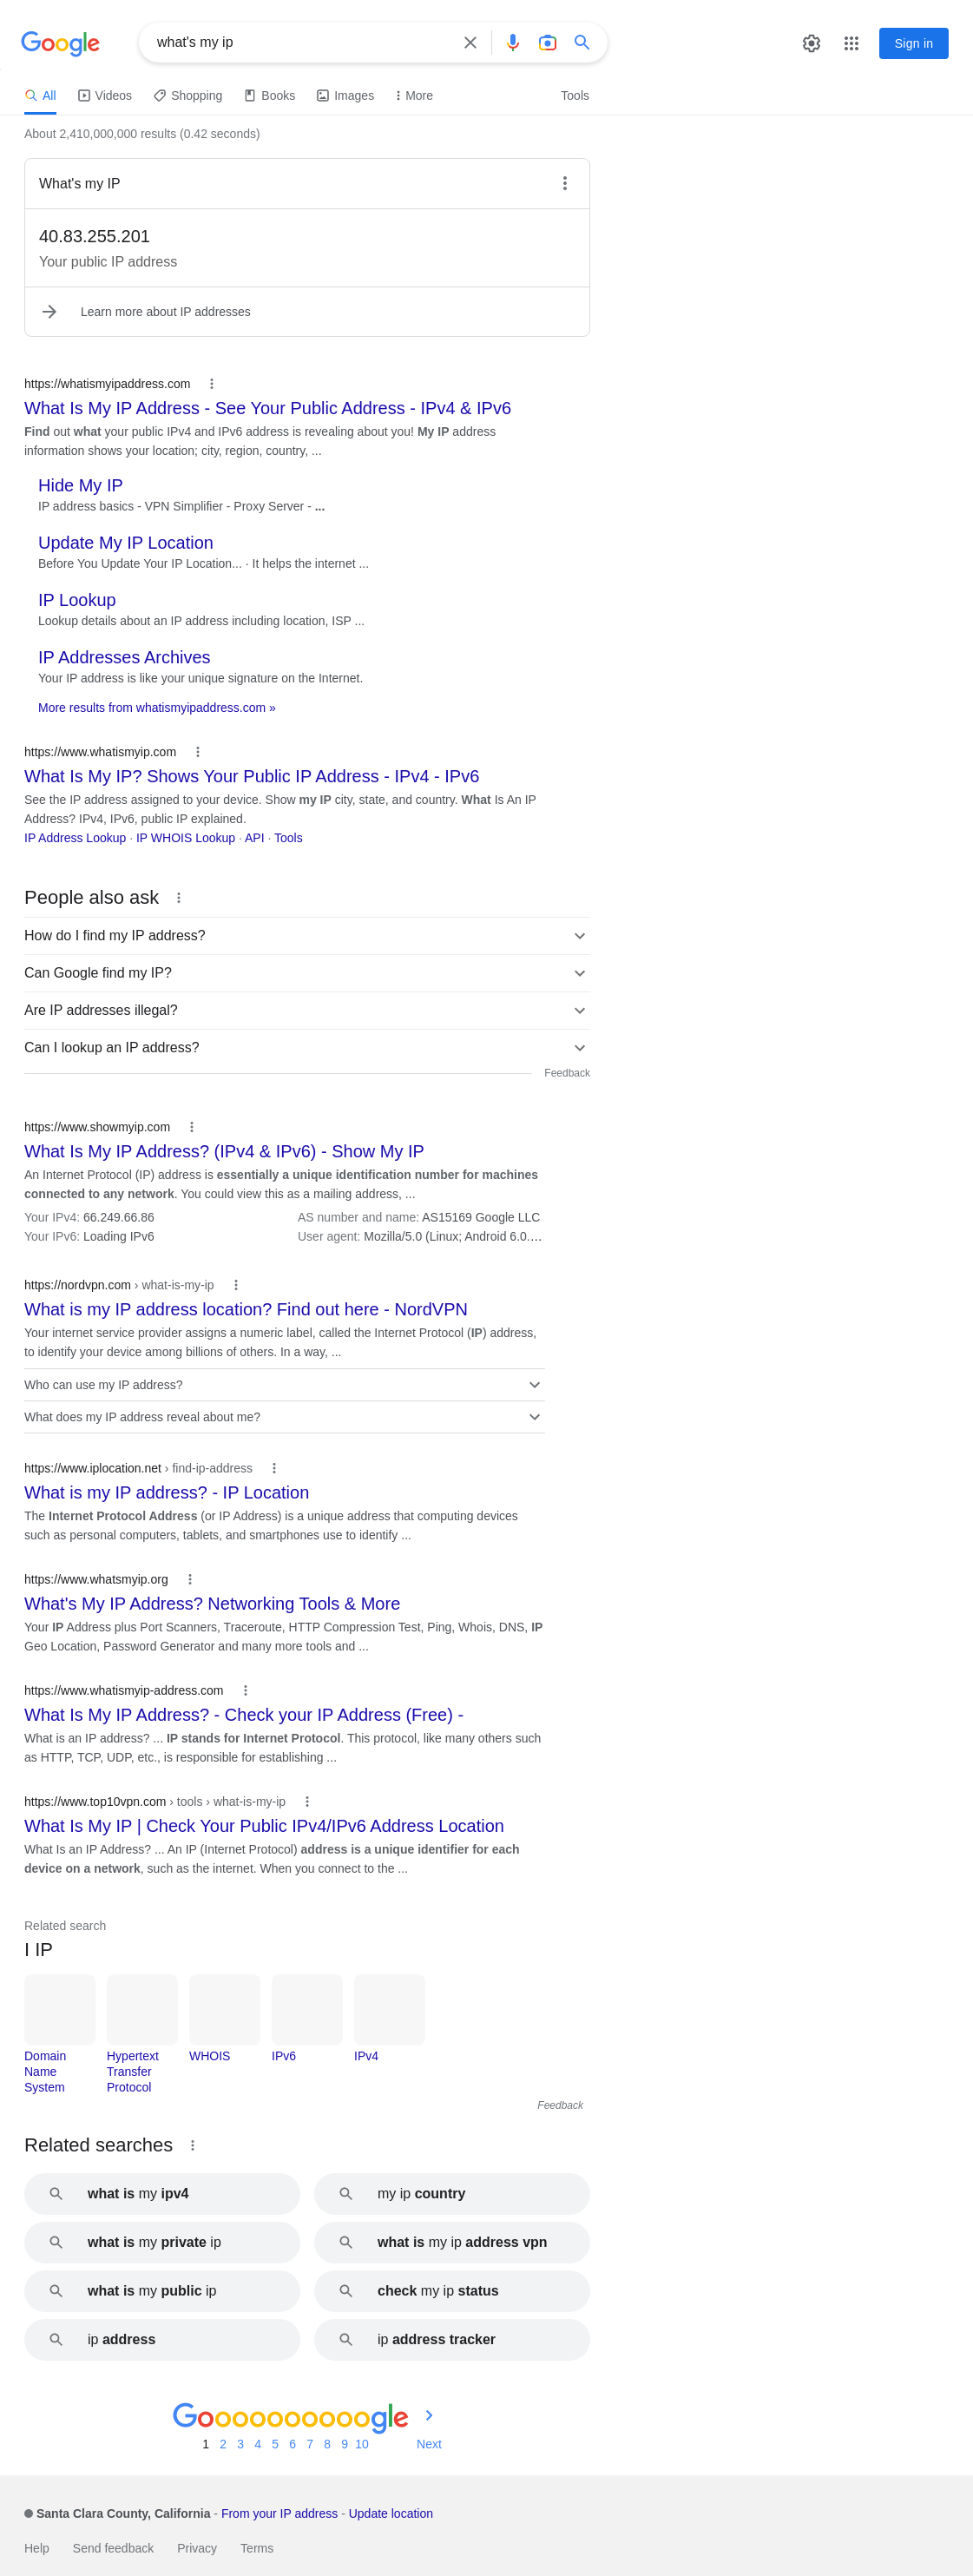 Google
what's my ip
Sign in
All
Videos
Shopping
Books
Images
More
Tools
About 2,410,000,000 results (0.42 seconds)
What's my IP
40.83.255.201
Your public IP address
Learn more about IP addresses
https://whatismyipaddress.com
What Is My IP Address - See Your Public Address - IPv4 & IPv6
Find out what your public IPv4 and IPv6 address is revealing about you! My IP address
information shows your location; city, region, country, ...
Hide My IP
IP address basics - VPN Simplifier - Proxy Server - ...
Update My IP Location
Before You Update Your IP Location... · It helps the internet ...
IP Lookup
Lookup details about an IP address including location, ISP ...
IP Addresses Archives
Your IP address is like your unique signature on the Internet.
More results from whatismyipaddress.com »
https://www.whatismyip.com
What Is My IP? Shows Your Public IP Address - IPv4 - IPv6
See the IP address assigned to your device. Show my IP city, state, and country. What Is An IP
Address? IPv4, IPv6, public IP explained.
IP Address Lookup · IP WHOIS Lookup · API · Tools
People also ask
How do I find my IP address?
Can Google find my IP?
Are IP addresses illegal?
Can I lookup an IP address?
Feedback
https://www.showmyip.com
What Is My IP Address? (IPv4 & IPv6) - Show My IP
An Internet Protocol (IP) address is essentially a unique identification number for machines
connected to any network. You could view this as a mailing address, ...
Your IPv4: 66.249.66.86 AS number and name: AS15169 Google LLC
Your IPv6: Loading IPv6 User agent: Mozilla/5.0 (Linux; Android 6.0.…
https://nordvpn.com › what-is-my-ip
What is my IP address location? Find out here - NordVPN
Your internet service provider assigns a numeric label, called the Internet Protocol (IP) address,
to identify your device among billions of others. In a way, ...
Who can use my IP address?
What does my IP address reveal about me?
https://www.iplocation.net › find-ip-address
What is my IP address? - IP Location
The Internet Protocol Address (or IP Address) is a unique address that computing devices
such as personal computers, tablets, and smartphones use to identify ...
https://www.whatsmyip.org
What's My IP Address? Networking Tools & More
Your IP Address plus Port Scanners, Traceroute, HTTP Compression Test, Ping, Whois, DNS, IP
Geo Location, Password Generator and many more tools and ...
https://www.whatismyip-address.com
What Is My IP Address? - Check your IP Address (Free) -
What is an IP address? ... IP stands for Internet Protocol. This protocol, like many others such
as HTTP, TCP, UDP, etc., is responsible for establishing ...
https://www.top10vpn.com › tools › what-is-my-ip
What Is My IP | Check Your Public IPv4/IPv6 Address Location
What Is an IP Address? ... An IP (Internet Protocol) address is a unique identifier for each
device on a network, such as the internet. When you connect to the ...
Related search
I IP
Domain
Name
System
Hypertext
Transfer
Protocol
WHOIS
IPv6
IPv4
Feedback
Related searches
what is my ipv4
my ip country
what is my private ip
what is my ip address vpn
what is my public ip
check my ip status
ip address
ip address tracker
Goooooooooogle
1 2 3 4 5 6 7 8 9 10 Next
Santa Clara County, California - From your IP address - Update location
Help Send feedback Privacy Terms